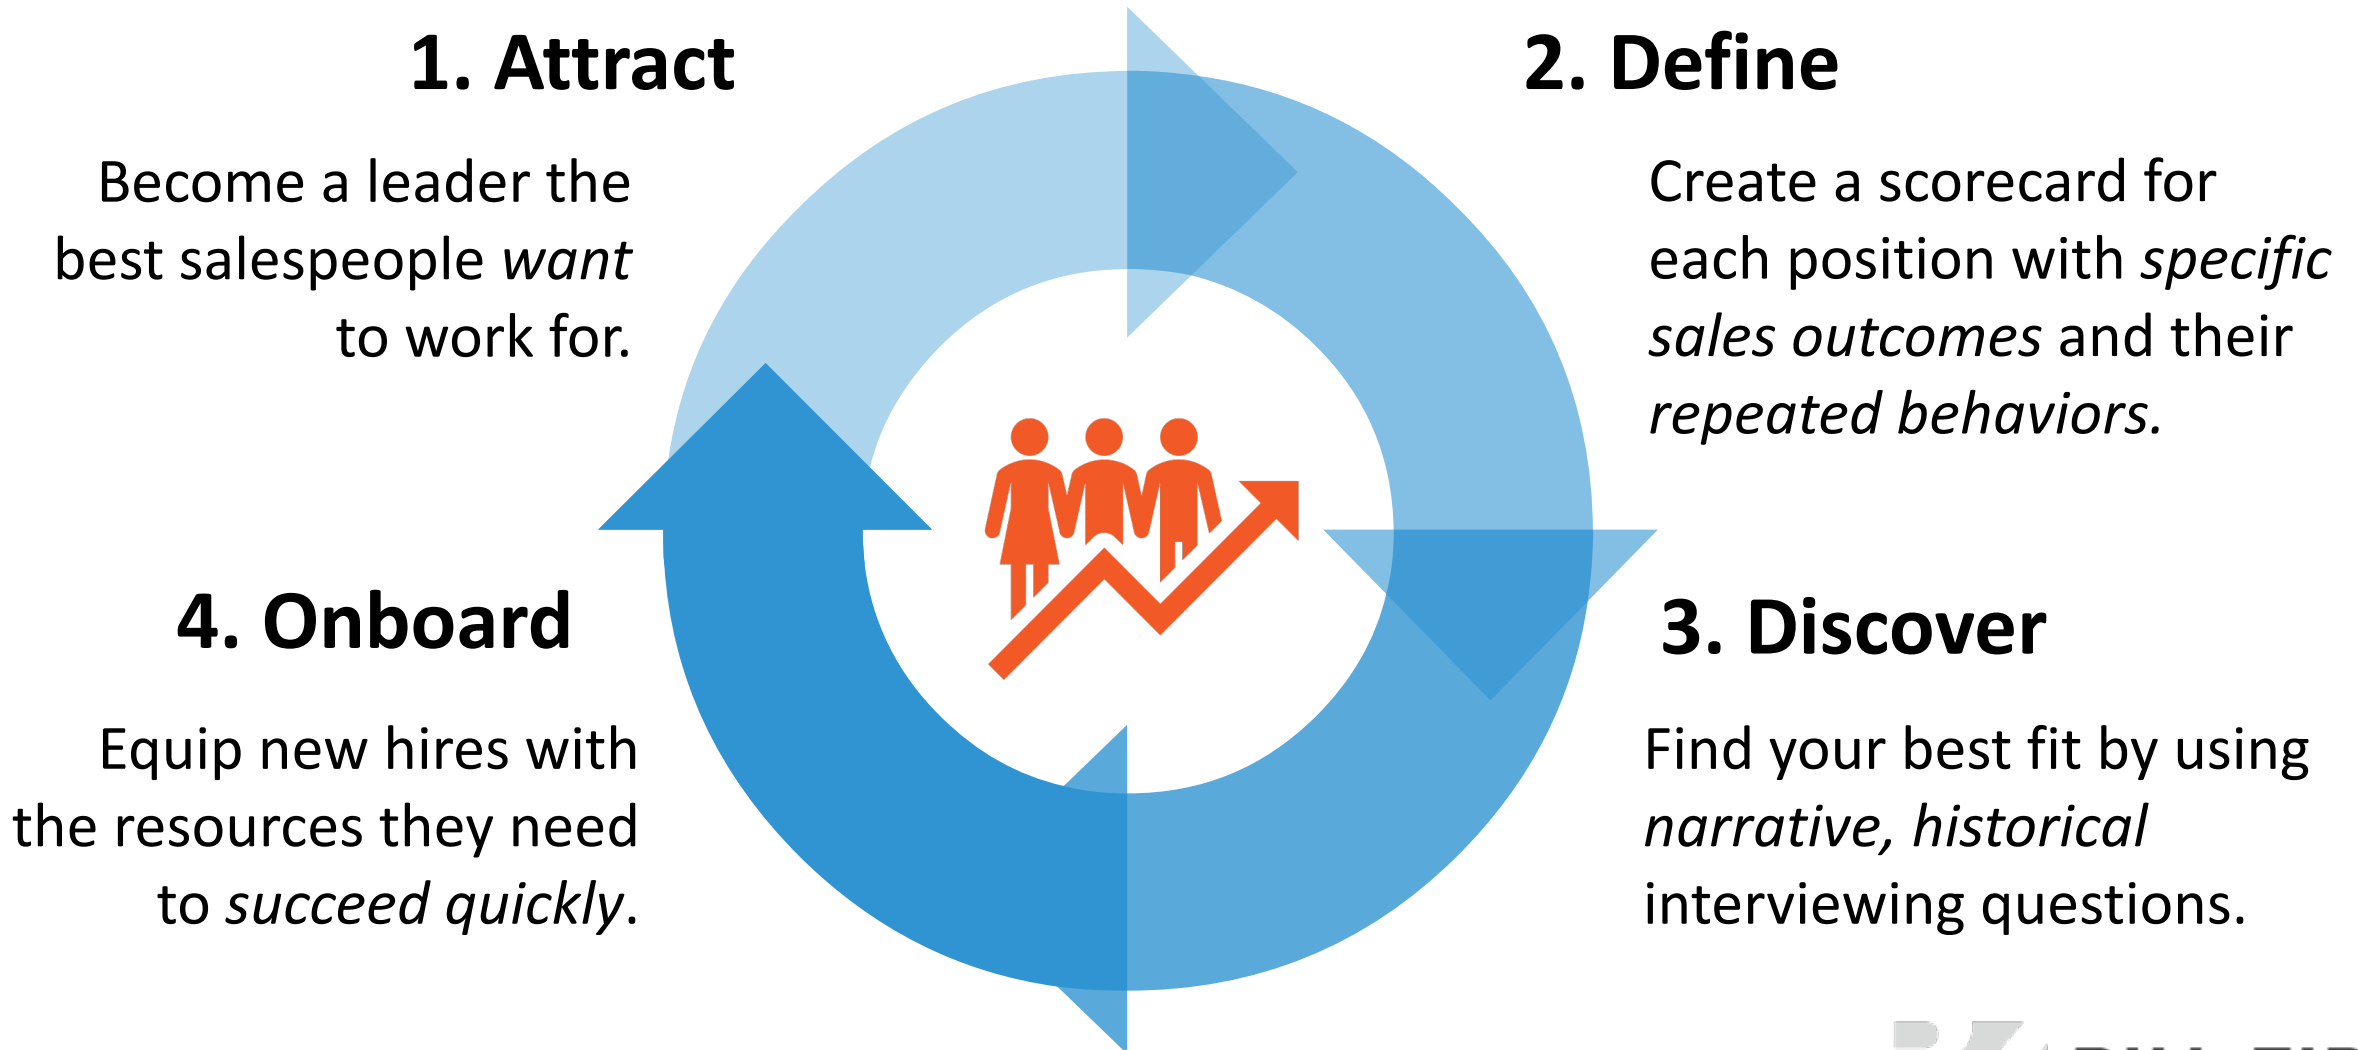 1. Attract
Become a leader the
best salespeople want
to work for.
2. Define
Create a scorecard for
each position with specific
sales outcomes and their
repeated behaviors.
3. Discover
Find your best fit by using
narrative, historical
interviewing questions.
4. Onboard
Equip new hires with
the resources they need
to succeed quickly.